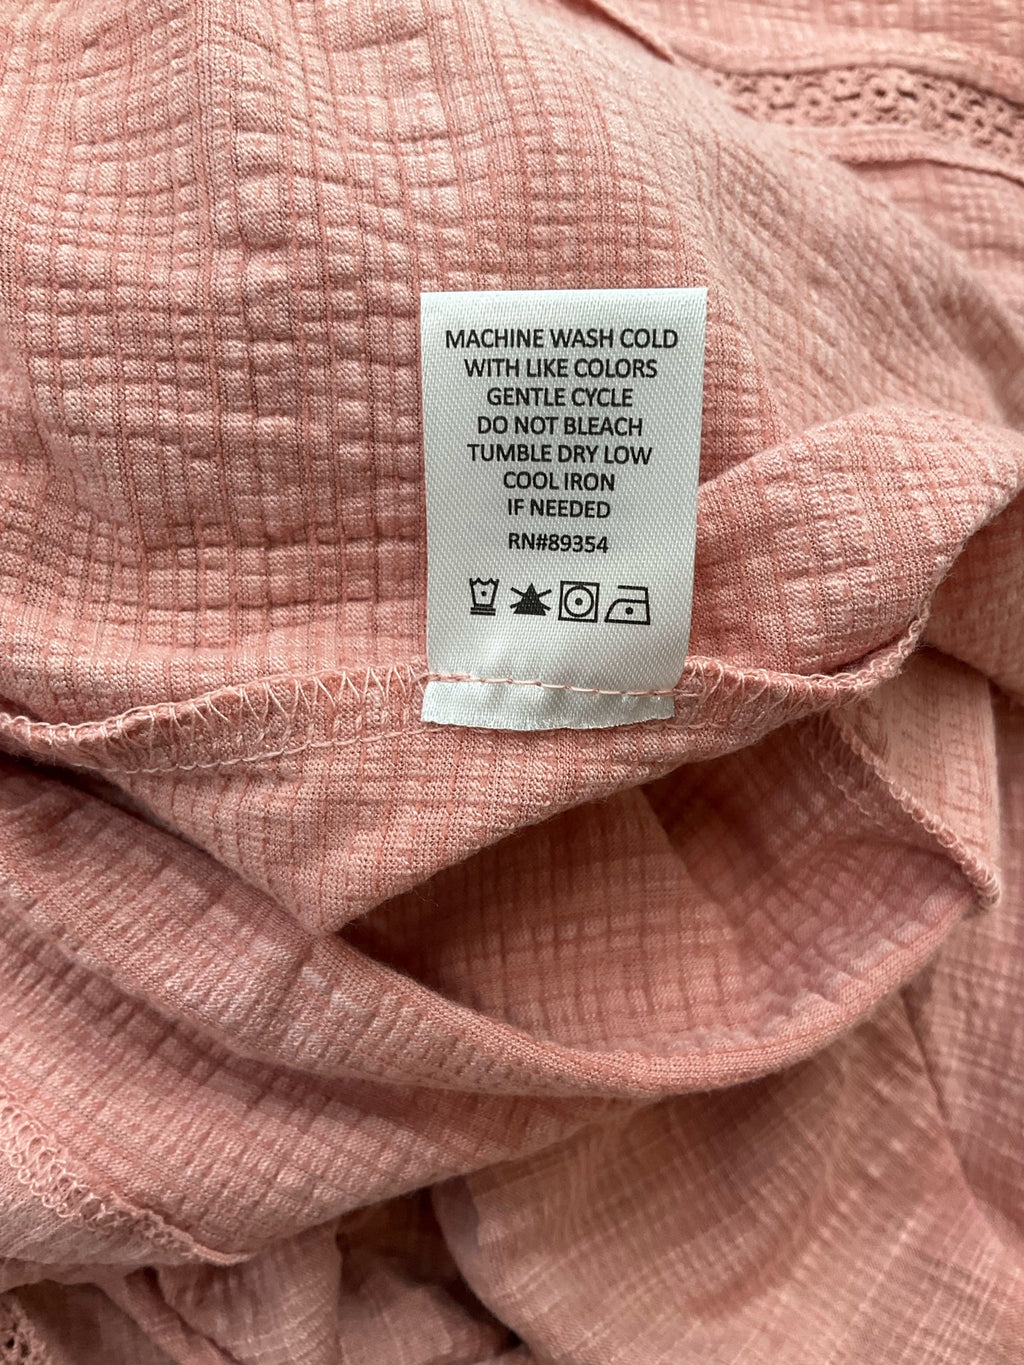 MACHINE WASH COLD
WITH LIKE COLORS
GENTLE CYCLE
DO NOT BLEACH
TUMBLE DRY LOW
COOL IRON
IF NEEDED
RN#89354